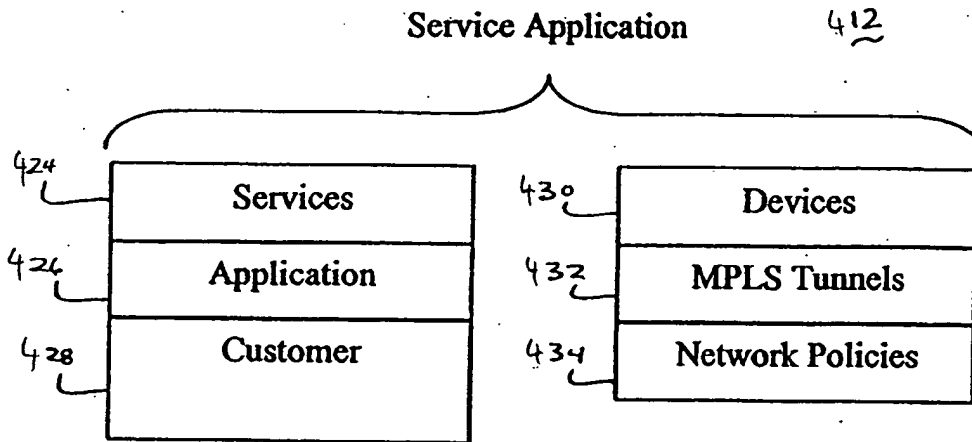 Service Application 412
424 Services
426 Application
428 Customer
430 Devices
432 MPLS Tunnels
434 Network Policies